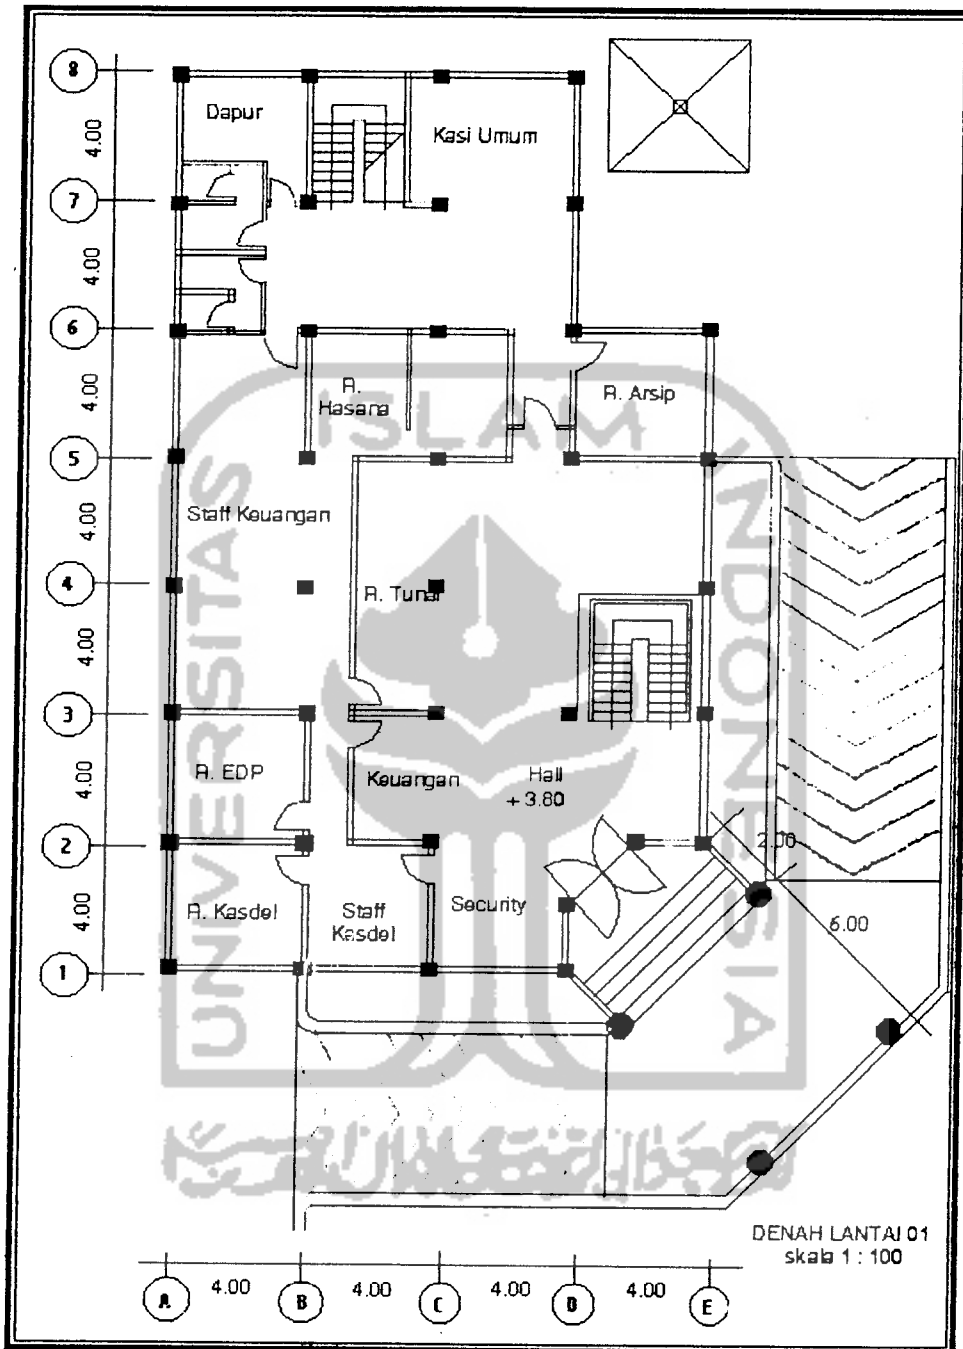 8
Dapur
Kasi Umum
4.00
7
4.00
6
4.00
R.
Hasana
R. Arsip
ISLAM
5
Staff Keuangan
4.00
4
R. Tunai
UNIVERSITAS
INDONESIA
4.00
3
R. EDP
Keuangan
Hall
+ 3.80
4.00
2
2.00
4.00
R. Kasdel
Staff
Kasdel
Security
6.00
1
DENAH LANTAI 01
skala 1 : 100
4.00
4.00
4.00
4.00
A
B
C
D
E